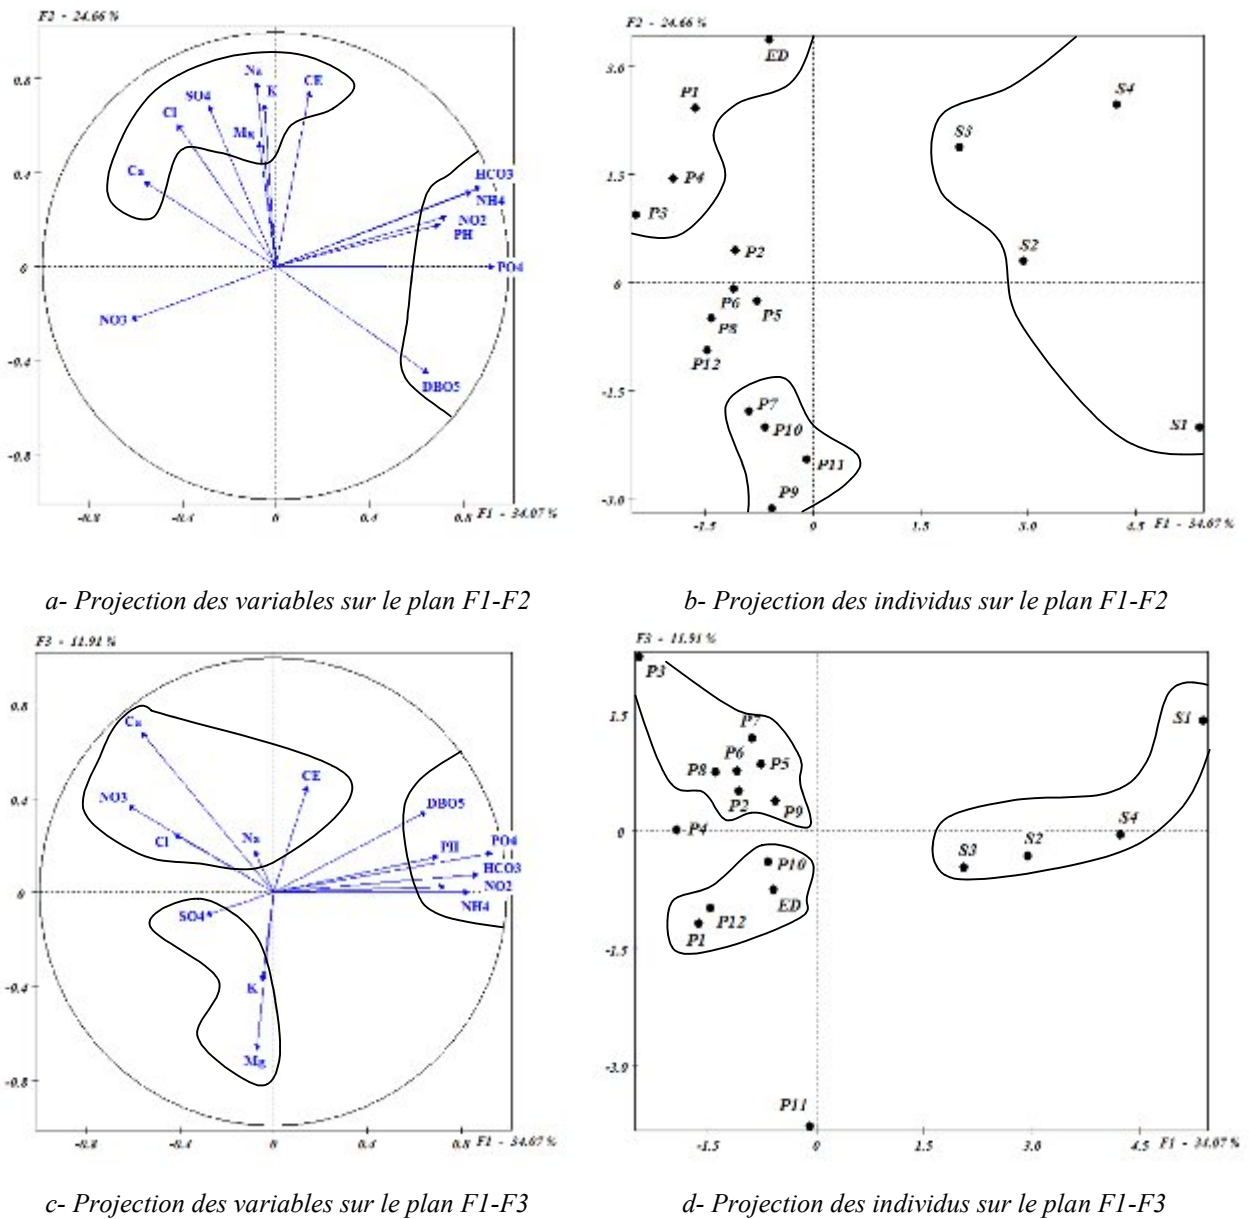 F2 - 24.66 %
0.8
0.4
0
-0.4
-0.8
Na
K
CE
SO4
Cl
Mg
Ca
HCO3
NH4
NO2
PH
PO4
NO3
DBO5
-0.8
-0.4
0
0.4
0.8
F1 - 34.07 %
F2 - 24.66 %
3.0
1.5
0
-1.5
-3.0
ED
P1
S4
S3
P4
P3
P2
S2
P6
P5
P8
P12
P7
P10
S1
P11
P9
-1.5
0
1.5
3.0
4.5
F1 - 34.07 %
a- Projection des variables sur le plan F1-F2
b- Projection des individus sur le plan F1-F2
F3 - 11.91 %
0.8
0.4
0
-0.4
-0.8
Ca
CE
NO3
DBO5
Cl
Na
PH
PO4
HCO3
NO2
NH4
SO4
K
Mg
-0.8
-0.4
0
0.4
0.8
F1 - 34.07 %
F3 - 11.91 %
1.5
0
-1.5
-3.0
P3
P7
S1
P6
P8
P5
P2
P9
S4
P4
S2
S3
P10
ED
P12
P1
P11
-1.5
0
1.5
3.0
4.5
F1 - 34.07 %
c- Projection des variables sur le plan F1-F3
d- Projection des individus sur le plan F1-F3